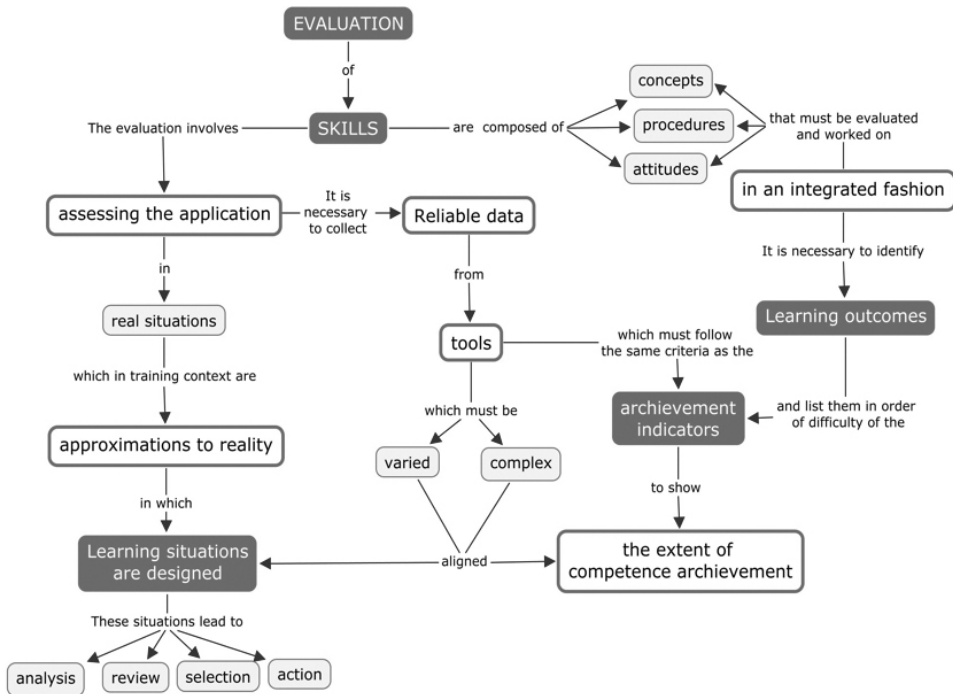 EVALUATION
of
SKILLS
The evaluation involves
are composed of
concepts
procedures
attitudes
that must be evaluated
and worked on
in an integrated fashion
assessing the application
It is
necessary
to collect
Reliable data
It is necessary to identify
in
from
real situations
Learning outcomes
tools
which must follow
the same criteria as the
which in training context are
which must be
archievement
indicators
and list them in order
of difficulty of the
approximations to reality
varied
complex
in which
to show
Learning situations
are designed
aligned
the extent of
competence archievement
These situations lead to
analysis
review
selection
action